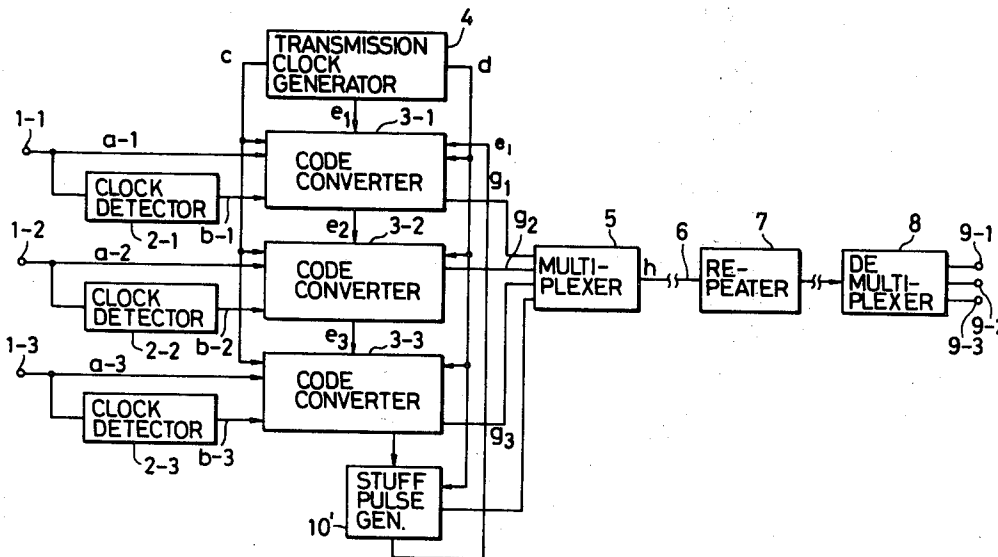 4
TRANSMISSION
CLOCK
GENERATOR
c
d
e1
3-1
1-1
a-1
CODE
CONVERTER
e1
g1
CLOCK
DETECTOR
2-1
b-1
e2
3-2
g2
1-2
a-2
CODE
CONVERTER
5
MULTI-
PLEXER
h
6
7
RE-
PEATER
8
DE
MULTI-
PLEXER
9-1
9-2
9-3
CLOCK
DETECTOR
2-2
b-2
e3
3-3
1-3
a-3
CODE
CONVERTER
g3
CLOCK
DETECTOR
2-3
b-3
STUFF
PULSE
GEN.
10'